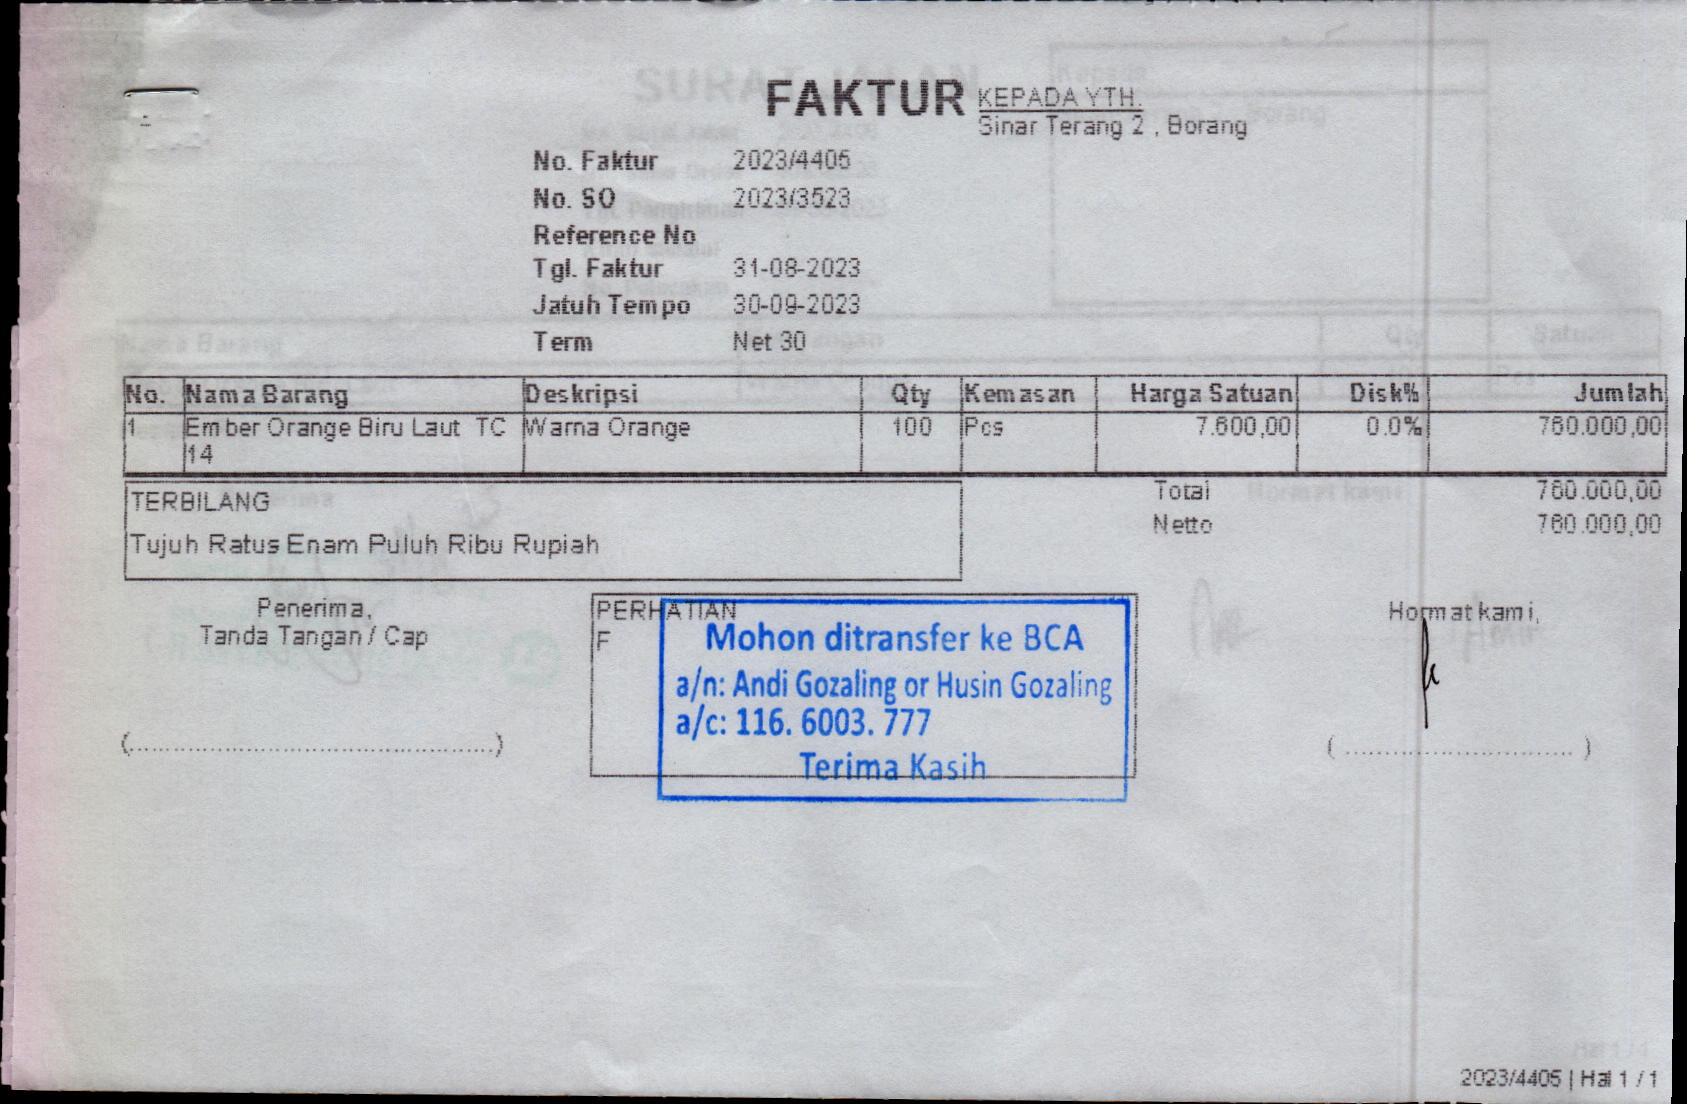 FAKTUR
KEPADA YTH.
Sinar Terang 2 , Borang
No. Faktur 2023/4405
No. SO 2023/3523
Reference No
Tgl. Faktur 31-08-2023
Jatuh Tempo 30-09-2023
Term Net 30
No. Nama Barang Deskripsi Qty Kemasan Harga Satuan Disk% Jumlah
1 Ember Orange Biru Laut TC Warna Orange 100 Pcs 7.600,00 0.0% 760.000,00
14
TERBILANG
Tujuh Ratus Enam Puluh Ribu Rupiah
Total 760.000,00
Netto 760.000,00
Penerima,
Tanda Tangan / Cap
(..................................................)
PERHATIAN
F
Mohon ditransfer ke BCA
a/n: Andi Gozaling or Husin Gozaling
a/c: 116. 6003. 777
Terima Kasih
Hormat kami,
( ................................ )
2023/4405 | Hal 1 / 1